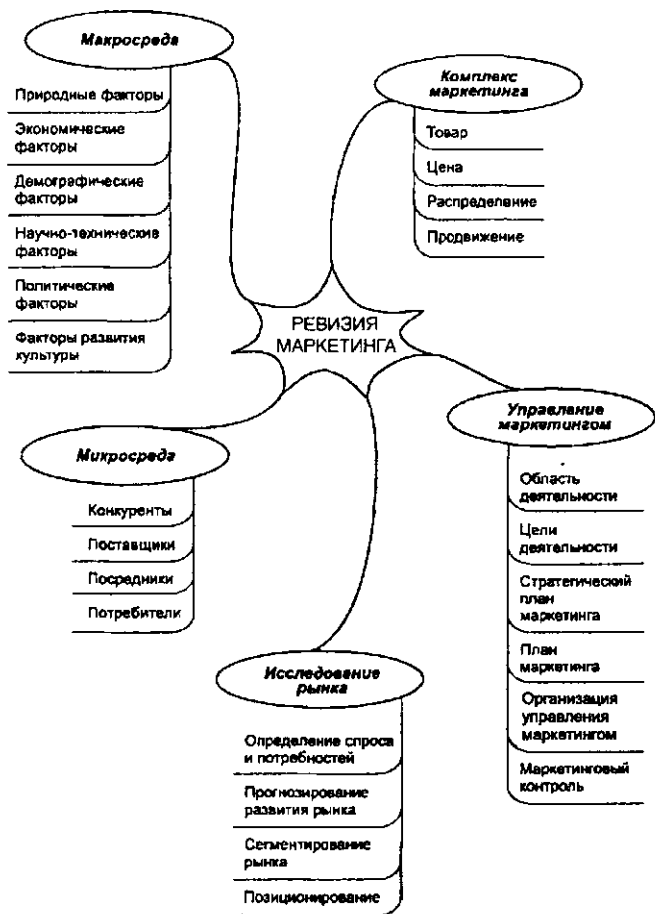 Макросреда
Природные факторы
Экономические
факторы
Демографические
факторы
Научно-технические
факторы
Политические
факторы
Факторы развития
культуры
Комплекс
маркетинга
Товар
Цена
Распределение
Продвижение
РЕВИЗИЯ
МАРКЕТИНГА
Микросреда
Конкуренты
Поставщики
Посредники
Потребители
Управление
маркетингом
Область
деятельности
Цели
деятельности
Стратегический
план
маркетинга
План
маркетинга
Организация
управления
маркетингом
Маркетинговый
контроль
Исследование
рынка
Определение спроса
и потребностей
Прогнозирование
развития рынка
Сегментирование
рынка
Позиционирование